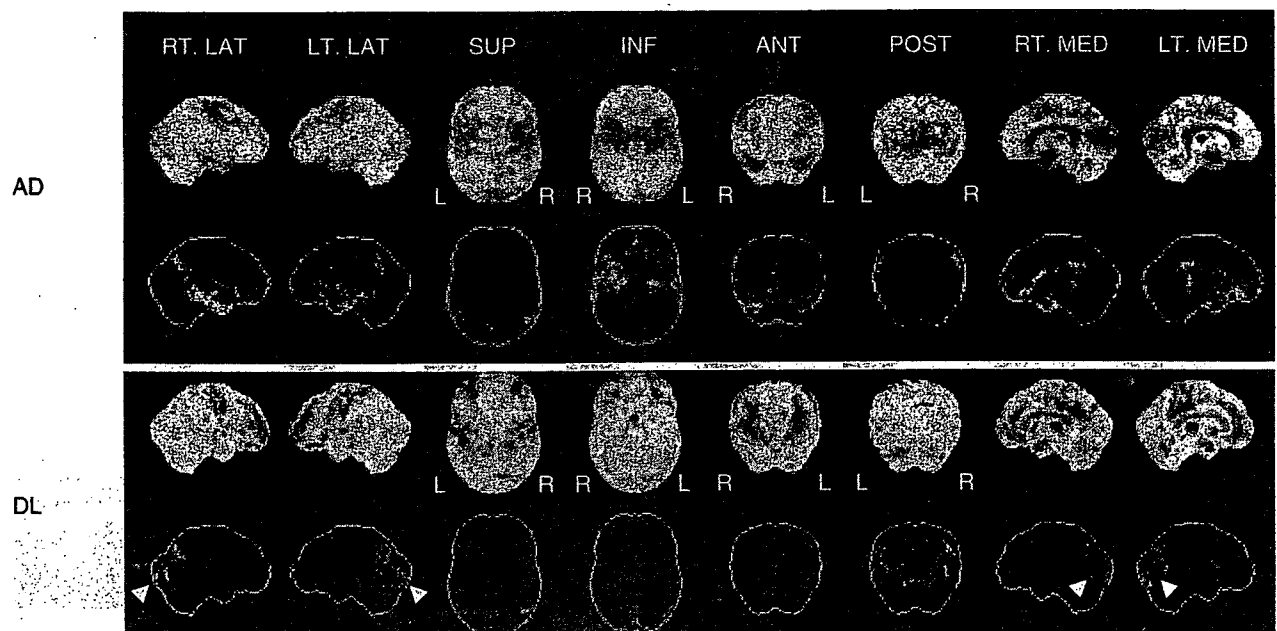 RT. LAT LT. LAT SUP INF ANT POST RT. MED LT. MED
AD
L R R L R L L R
DL
L R R L R L L R